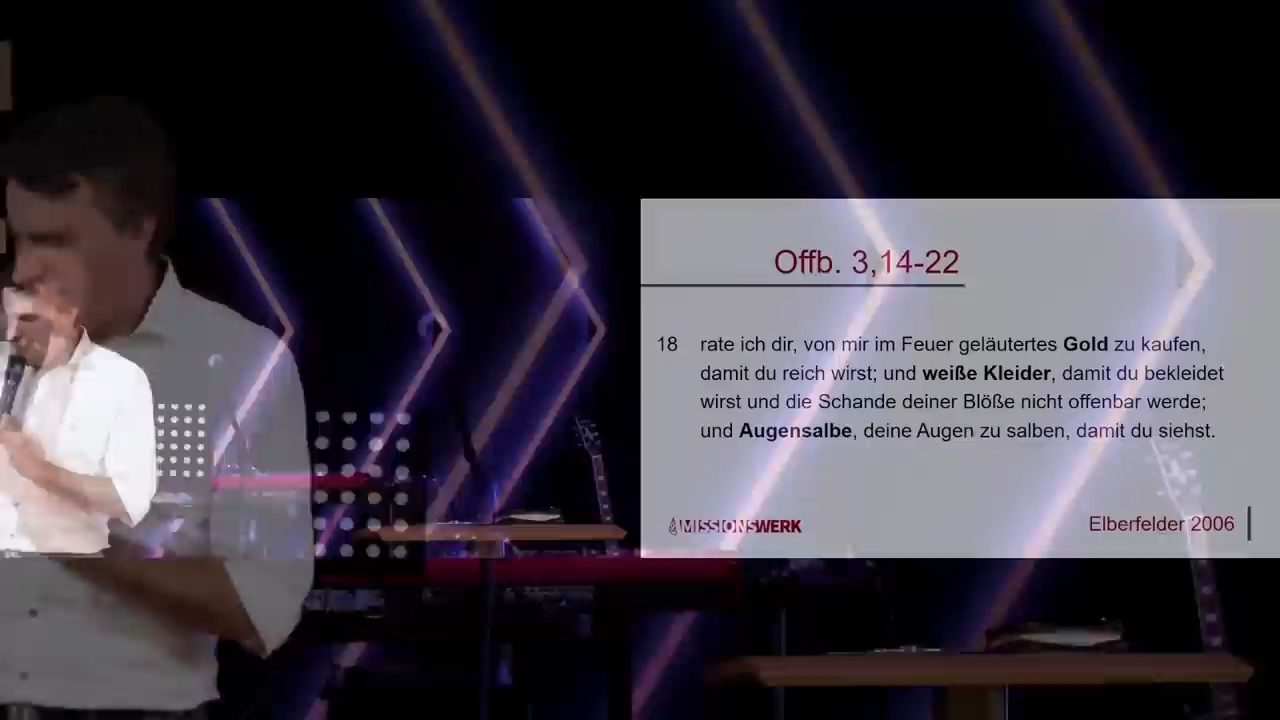 Offb. 3,14-22
18 rate ich dir, von mir im Feuer geläutertes Gold zu kaufen,
damit du reich wirst; und weiße Kleider, damit du bekleidet
wirst und die Schande deiner Blöße nicht offenbar werde;
und Augensalbe, deine Augen zu salben, damit du siehst.
MISSIONSWERK
Elberfelder 2006